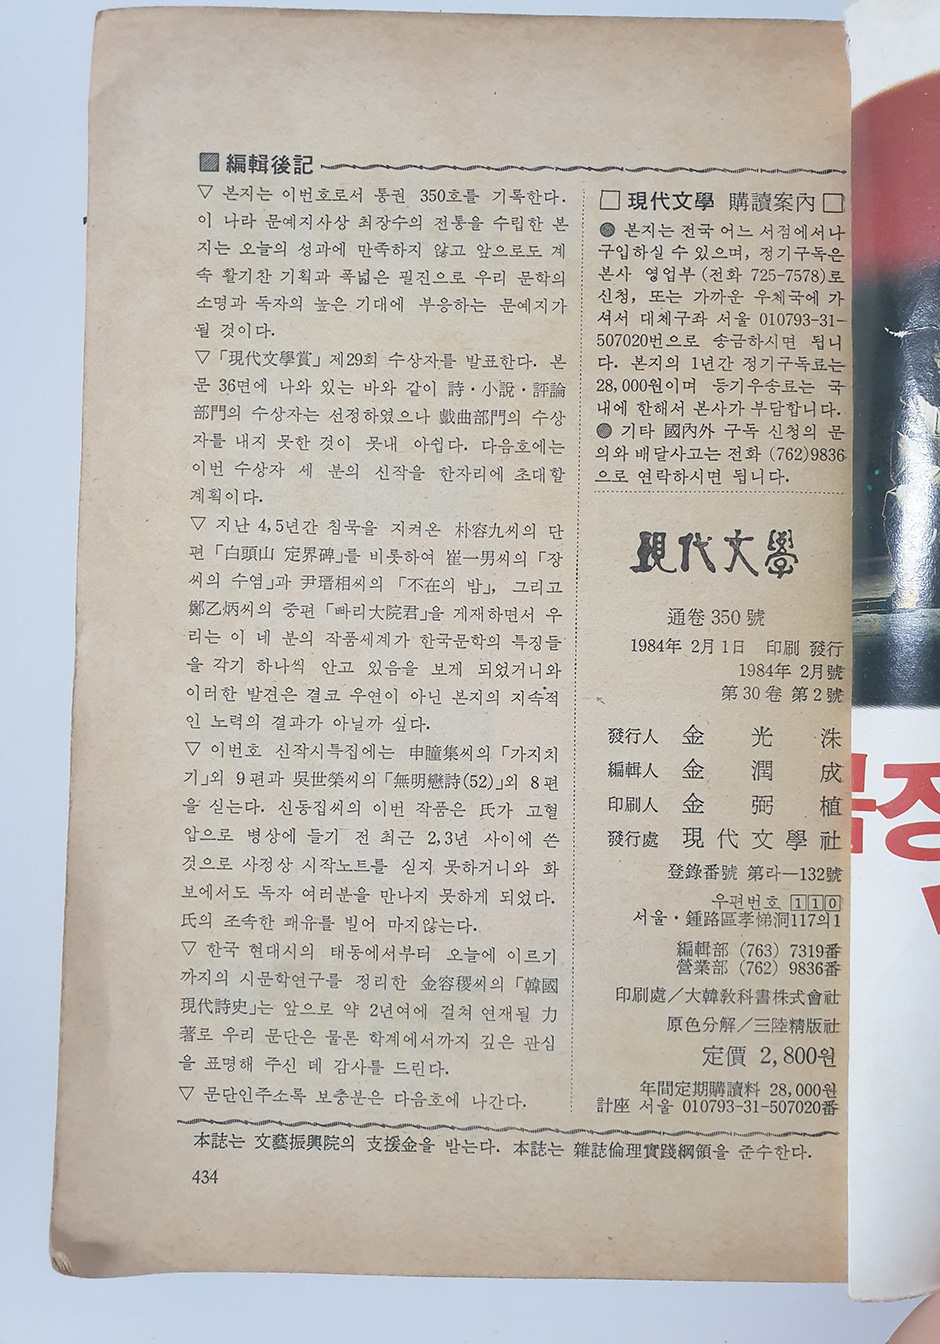 編輯後記
▽ 본지는 이번호로서 통권 350호를 기록한다.
이 나라 문예지사상 최장수의 전통을 수립한 본
지는 오늘의 성과에 만족하지 않고 앞으로도 계
속 활기찬 기획과 폭넓은 필진으로 우리 문학의
소명과 독자의 높은 기대에 부응하는 문예지가
될 것이다.
▽「現代文學賞」제29회 수상자를 발표한다. 본
문 36면에 나와 있는 바와 같이 詩·小說·評論
部門의 수상자는 선정하였으나 戱曲部門의 수상
자를 내지 못한 것이 못내 아쉽다. 다음호에는
이번 수상자 세 분의 신작을 한자리에 초대할
계획이다.
▽ 지난 4,5년간 침묵을 지켜온 朴容九씨의 단
편「白頭山 定界碑」를 비롯하여 崔一男씨의「장
씨의 수염」과 尹瑨相씨의「不在의 밤」, 그리고
鄭乙炳씨의 중편「빠리大院君」을 게재하면서 우
리는 이 네 분의 작품세계가 한국문학의 특징들
을 각기 하나씩 안고 있음을 보게 되었거니와
이러한 발견은 결코 우연이 아닌 본지의 지속적
인 노력의 결과가 아닐까 싶다.
▽ 이번호 신작시특집에는 申瞳集씨의「가지치
기」외 9편과 吳世榮씨의「無明戀詩(52)」외 8편
을 싣는다. 신동집씨의 이번 작품은 氏가 고혈
압으로 병상에 들기 전 최근 2,3년 사이에 쓴
것으로 사정상 시작노트를 싣지 못하거니와 화
보에서도 독자 여러분을 만나지 못하게 되었다.
氏의 조속한 쾌유를 빌어 마지않는다.
▽ 한국 현대시의 태동에서부터 오늘에 이르기
까지의 시문학연구를 정리한 金容稷씨의「韓國
現代詩史」는 앞으로 약 2년여에 걸쳐 연재될 力
著로 우리 문단은 물론 학계에서까지 깊은 관심
을 표명해 주신 데 감사를 드린다.
▽ 문단인주소록 보충분은 다음호에 나간다.
□ 現代文學 購讀案內 □
● 본지는 전국 어느 서점에서나
구입하실 수 있으며, 정기구독은
본사 영업부(전화 725-7578)로
신청, 또는 가까운 우체국에 가
셔서 대체구좌 서울 010793-31-
507020번으로 송금하시면 됩니
다. 본지의 1년간 정기구독료는
28,000원이며 등기우송료는 국
내에 한해서 본사가 부담합니다.
● 기타 國內外 구독 신청의 문
의와 배달사고는 전화 (762)9836
으로 연락하시면 됩니다.
現代文學
通卷 350號
1984年 2月1日 印刷 發行
1984年 2月號
第30卷 第2號
發行人 金光洙
編輯人 金潤成
印刷人 金弼植
發行處 現代文學社
登錄番號 第라―132號
우편번호 110
서울·鍾路區孝悌洞117의1
編輯部 (763) 7319番
營業部 (762) 9836番
印刷處／大韓敎科書株式會社
原色分解／三陸精版社
定價 2,800원
年間定期購讀料 28,000원
計座 서울 010793-31-507020番
本誌는 文藝振興院의 支援金을 받는다. 本誌는 雜誌倫理實踐綱領을 준수한다.
434